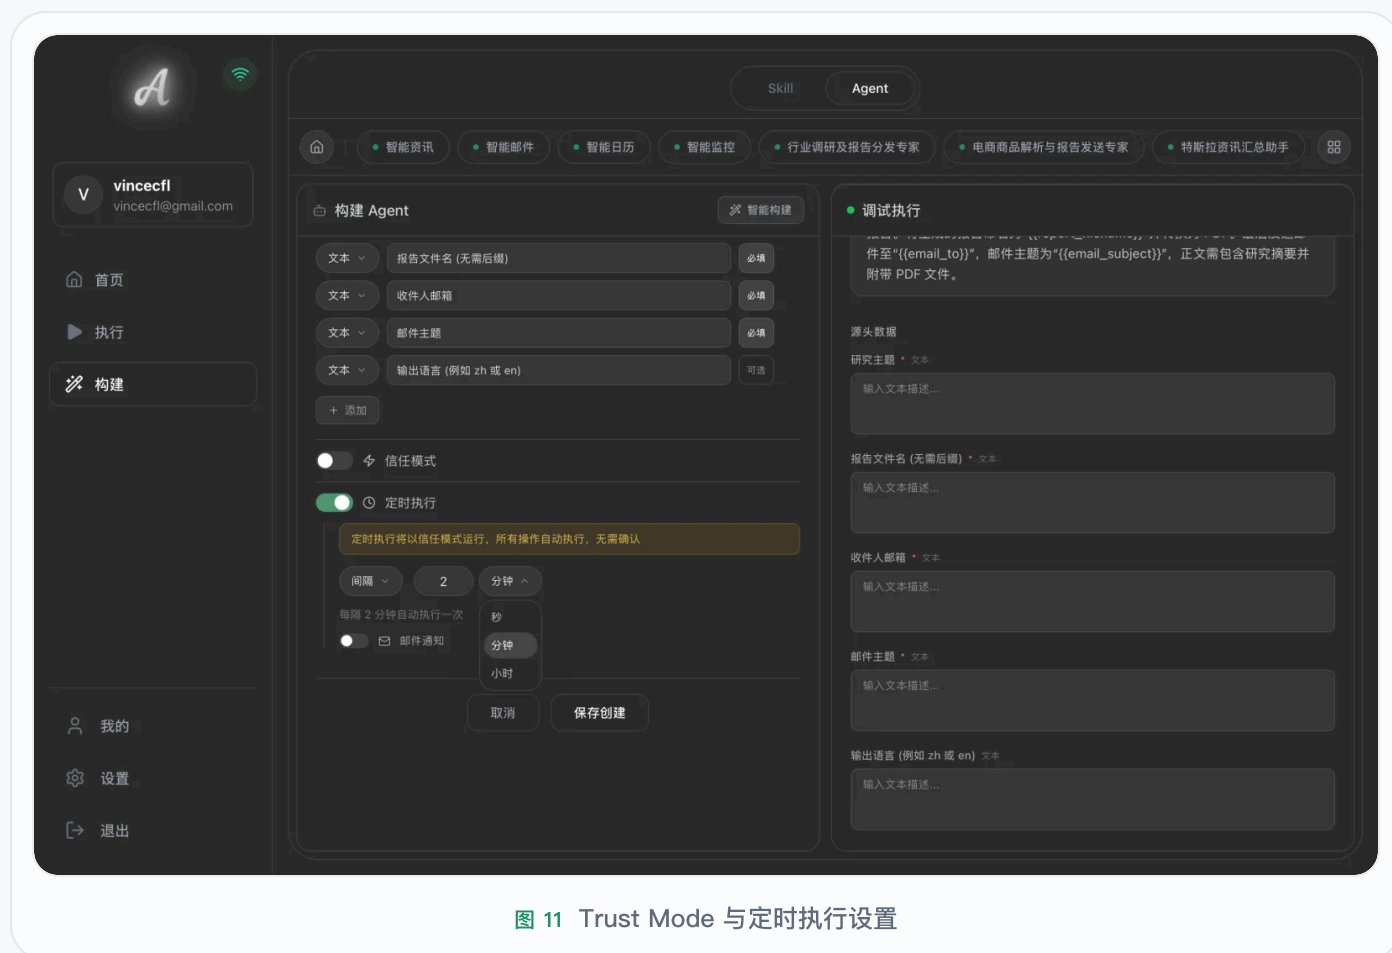 A
V
vincecfl
vincecfl@gmail.com
首页
执行
构建
我的
设置
退出
Skill
Agent
智能资讯
智能邮件
智能日历
智能监控
行业调研及报告分发专家
电商商品解析与报告发送专家
特斯拉资讯汇总助手
构建 Agent
智能构建
文本
报告文件名 (无需后缀)
必填
文本
收件人邮箱
必填
文本
邮件主题
必填
文本
输出语言 (例如 zh 或 en)
可选
+ 添加
信任模式
定时执行
定时执行将以信任模式运行，所有操作自动执行，无需确认
间隔
2
分钟
每隔 2 分钟自动执行一次
秒
分钟
小时
邮件通知
取消
保存创建
调试执行
件至“{{email_to}}”，邮件主题为“{{email_subject}}”，正文需包含研究摘要并
附带 PDF 文件。
源头数据
研究主题 * 文本
输入文本描述...
报告文件名 (无需后缀) * 文本
输入文本描述...
收件人邮箱 * 文本
输入文本描述...
邮件主题 * 文本
输入文本描述...
输出语言 (例如 zh 或 en) 文本
输入文本描述...
图 11 Trust Mode 与定时执行设置